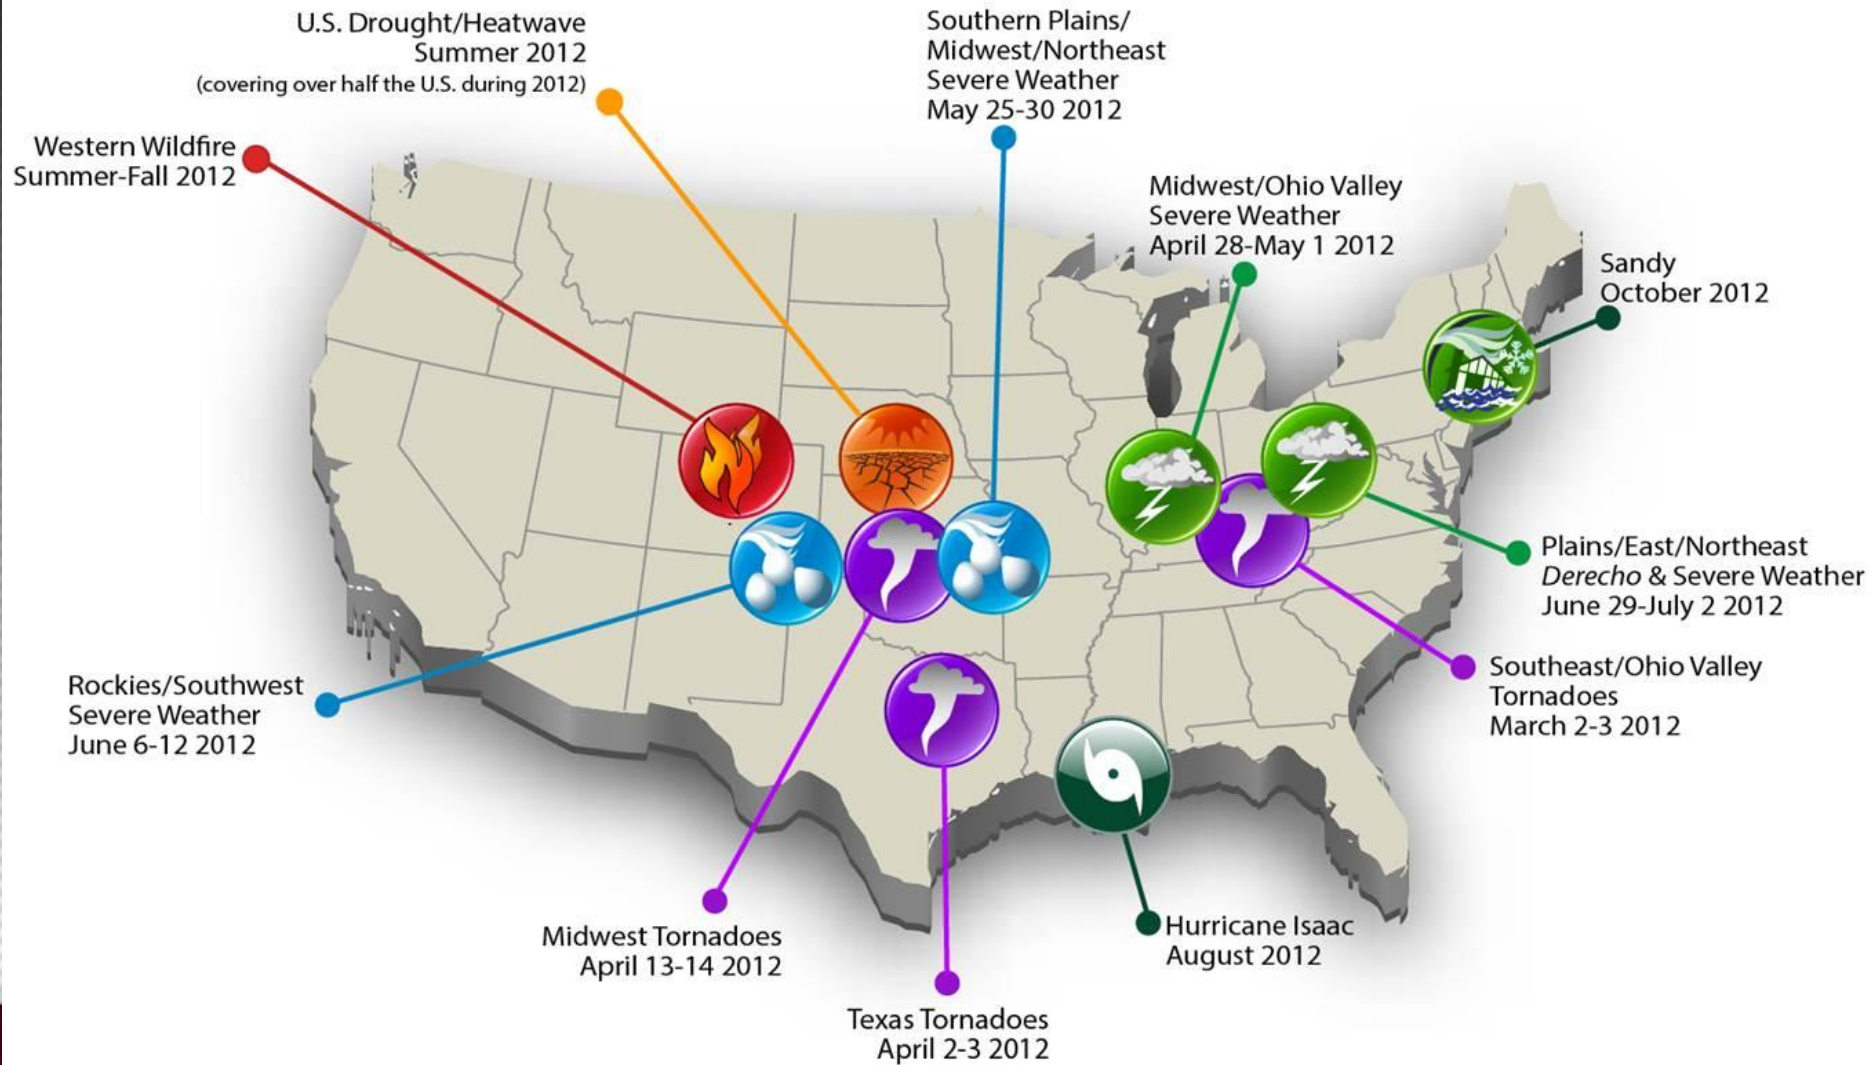 U.S. Drought/Heatwave
Summer 2012
(covering over half the U.S. during 2012)
Southern Plains/
Midwest/Northeast
Severe Weather
May 25-30 2012
Western Wildfire
Summer-Fall 2012
Midwest/Ohio Valley
Severe Weather
April 28-May 1 2012
Sandy
October 2012
Plains/East/Northeast
Derecho & Severe Weather
June 29-July 2 2012
Southeast/Ohio Valley
Tornadoes
March 2-3 2012
Rockies/Southwest
Severe Weather
June 6-12 2012
Midwest Tornadoes
April 13-14 2012
Hurricane Isaac
August 2012
Texas Tornadoes
April 2-3 2012